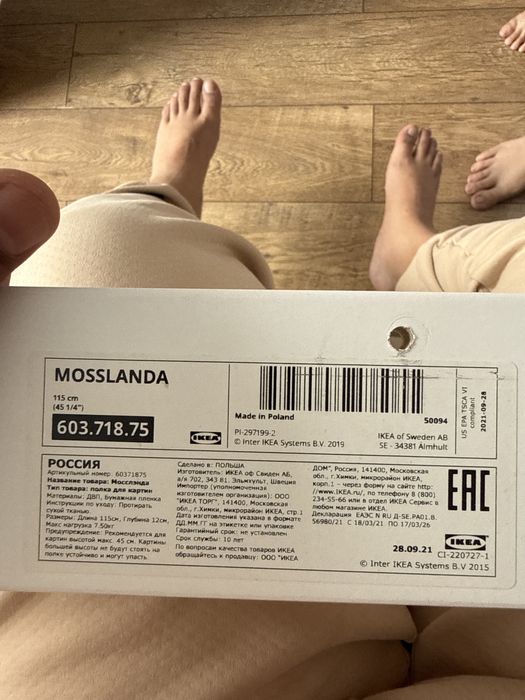 MOSSLANDA
115 cm
(45 1/4")
603.718.75
IKEA
Made in Poland
50094
PI-297199-2
© Inter IKEA Systems B.V. 2019
IKEA of Sweden AB
SE - 34381 Älmhult
US EPA TSCA VI
compliant
2021-09-28
РОССИЯ
Артикульный номер: 60371875
Название товара: Мосслэнда
Тип товара: полка для картин
Материалы: ДВП, Бумажная пленка
Инструкции по уходу: Протирать
сухой тканью.
Размеры: Длина 115см, Глубина 12см,
Макс нагрузка 7.50кг.
Предупреждение: Рекомендуется для
картин высотой макс. 45 см. Картины
большей высоты не будут стоять на
полке устойчиво и могут упасть.
Сделано в: ПОЛЬША
Изготовитель: ИКЕА оф Свиден АБ,
а/я 702, 343 81, Эльмхульт, Швеция
Импортер (уполномоченная
изготовителем организация): ООО
"ИКЕА ТОРГ", 141400, Московская
обл., г.Химки, микрорайон ИКЕА, стр.1
Дата изготовления указана в формате
ДД.ММ.ГГ на этикетке или упаковке
Гарантийный срок: не установлен
Срок службы: 10 лет
По вопросам качества товаров ИКЕА
обращайтесь к продавцу: ООО "ИКЕА
ДОМ", Россия, 141400, Московская
обл., г.Химки, микрорайон ИКЕА,
корп.1 - через форму на сайте http:
//www.IKEA.ru/, по телефону 8 (800)
234-55-66 или в отдел ИКЕА Сервис в
любом магазине ИКЕА.
Декларация ЕАЭС N RU Д-SE.РА01.В.
56980/21 С 18/03/21 ПО 17/03/26
EAC
28.09.21
IKEA
CI-220727-1
© Inter IKEA Systems B.V 2015